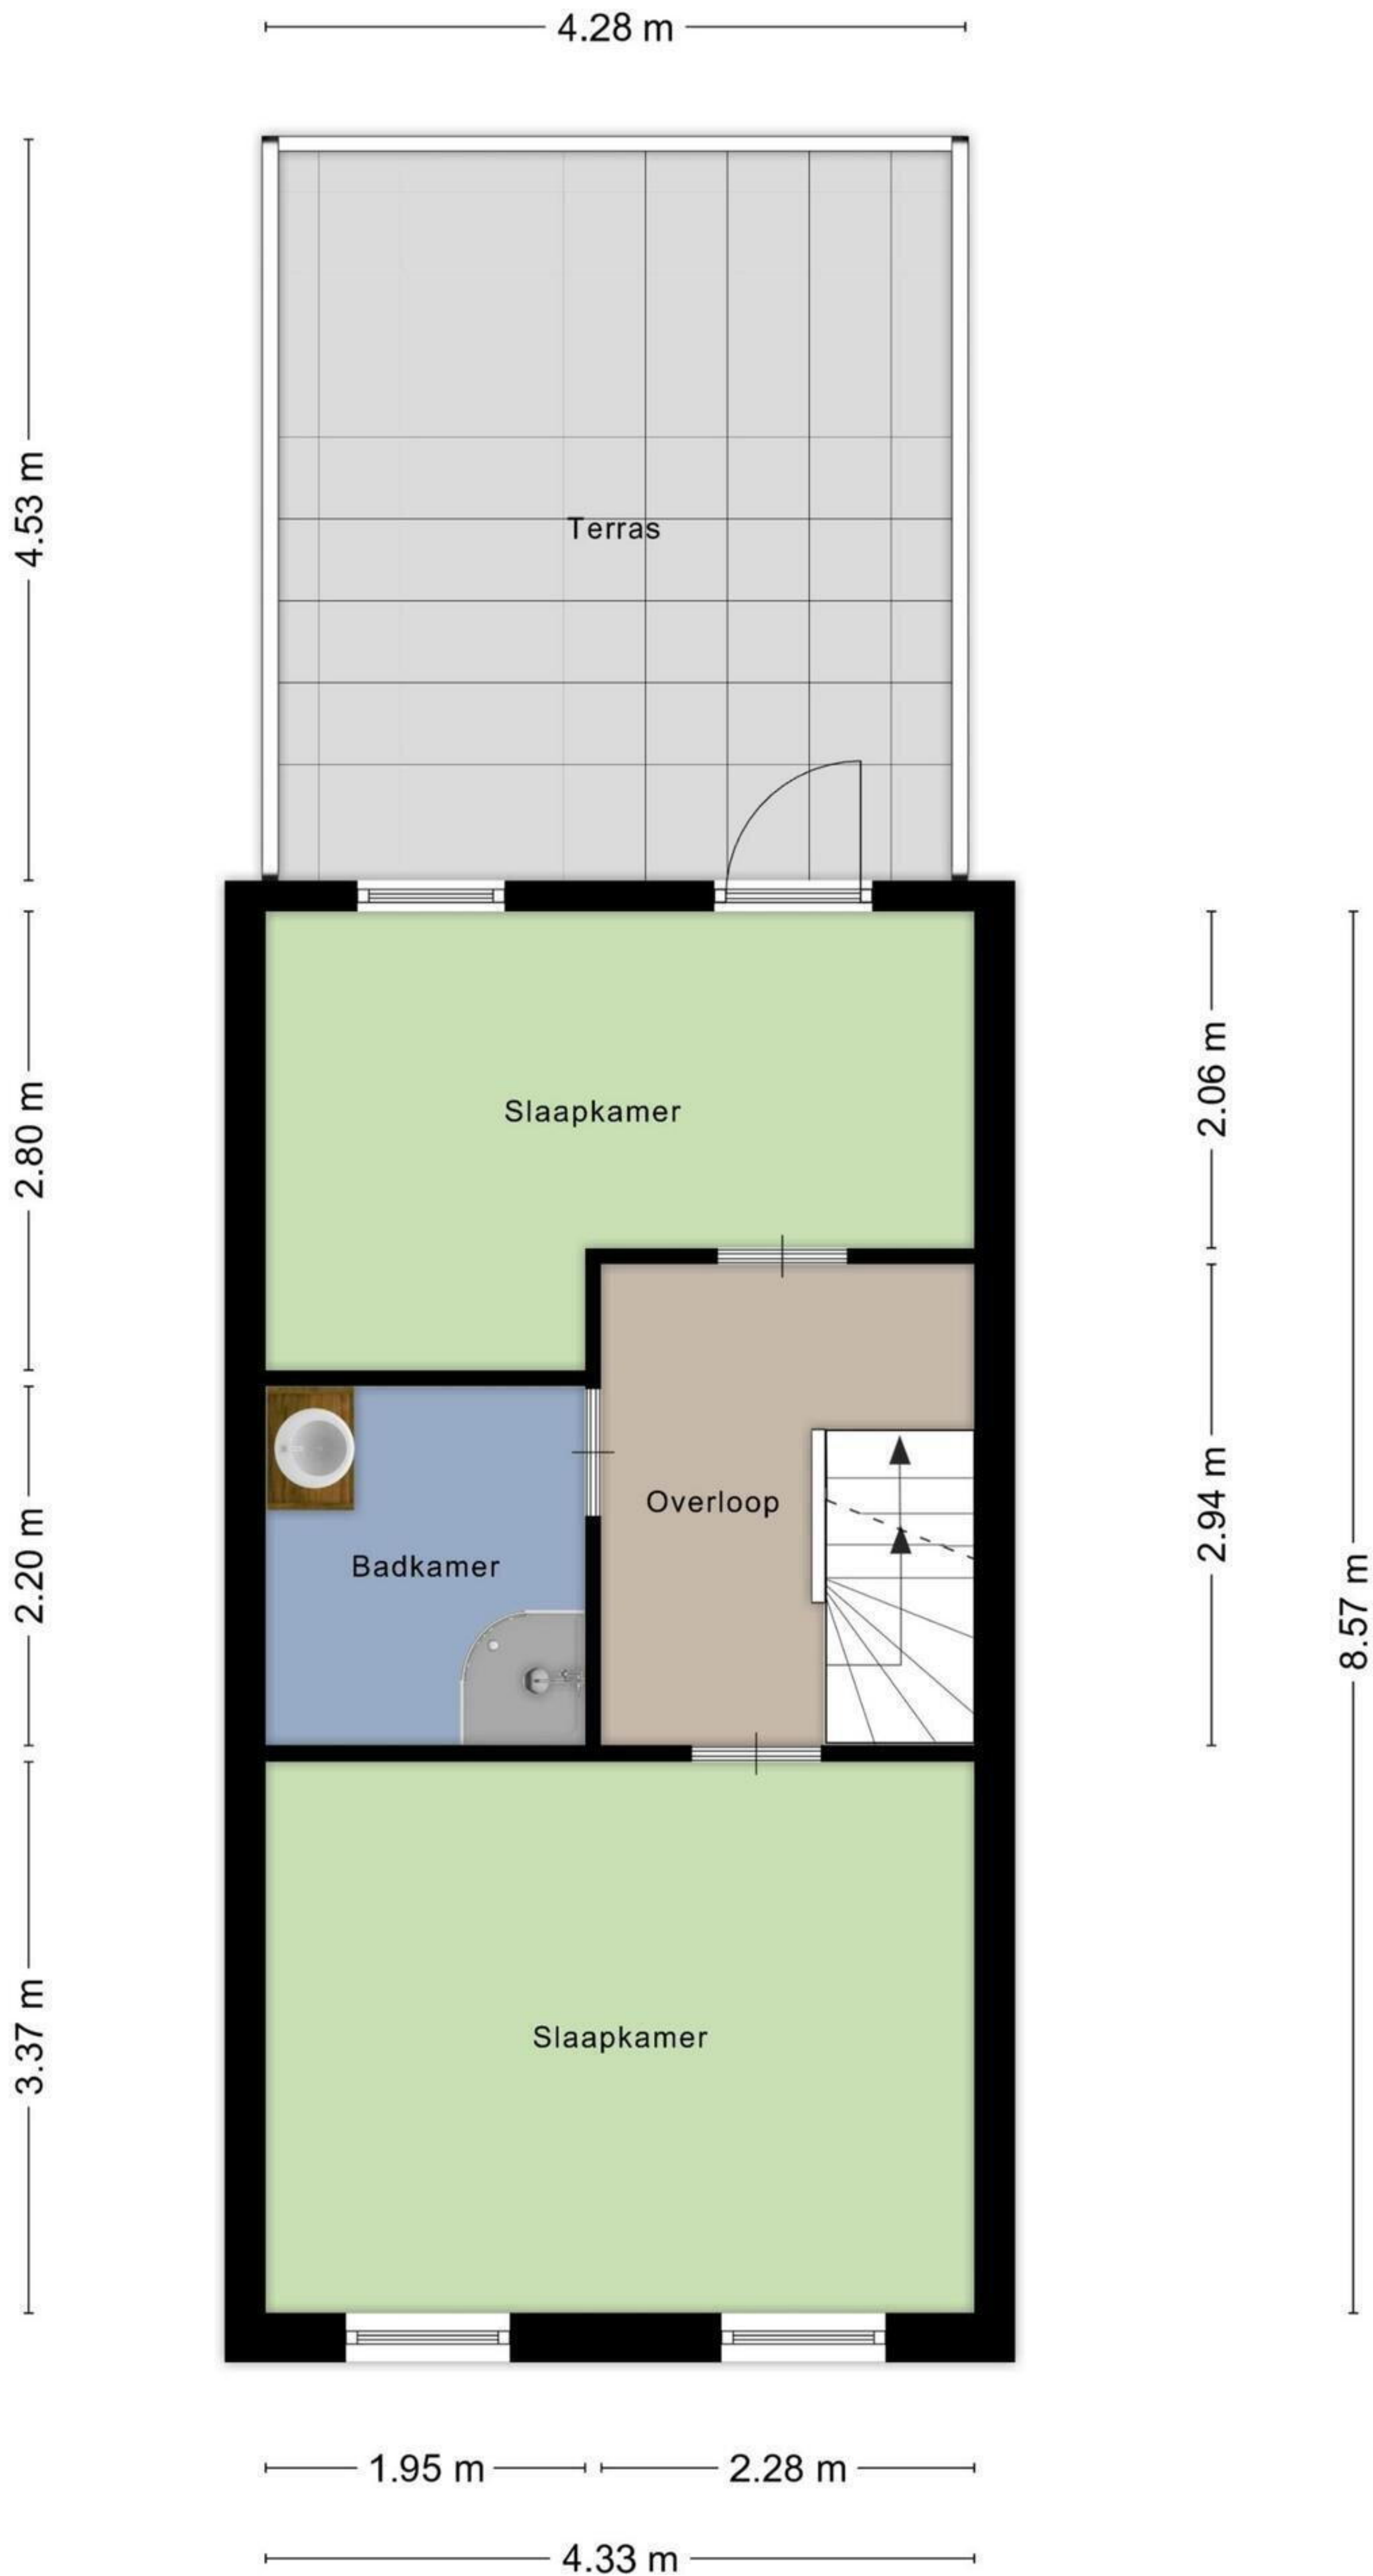 4.28 m
4.53 m
Terras
2.80 m
Slaapkamer
2.06 m
2.20 m
Badkamer
Overloop
2.94 m
8.57 m
3.37 m
Slaapkamer
1.95 m
2.28 m
4.33 m